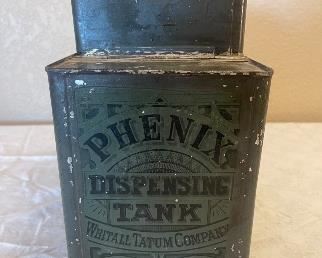 PHENIX
DISPENSING
TANK
WHITALL TATUM COMPANY